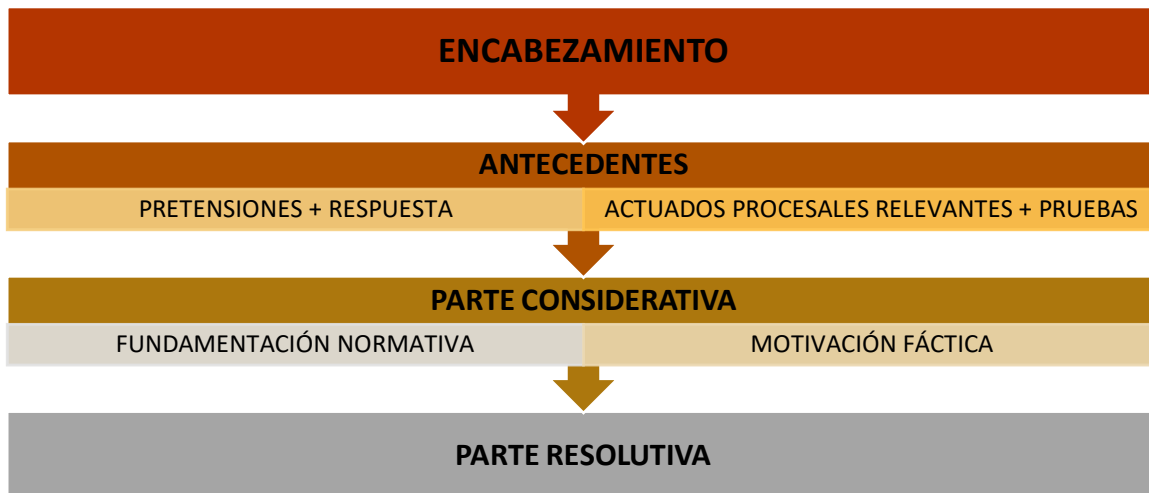 ENCABEZAMIENTO
ANTECEDENTES
PRETENSIONES + RESPUESTA
ACTUADOS PROCESALES RELEVANTES + PRUEBAS
PARTE CONSIDERATIVA
FUNDAMENTACIÓN NORMATIVA
MOTIVACIÓN FÁCTICA
PARTE RESOLUTIVA